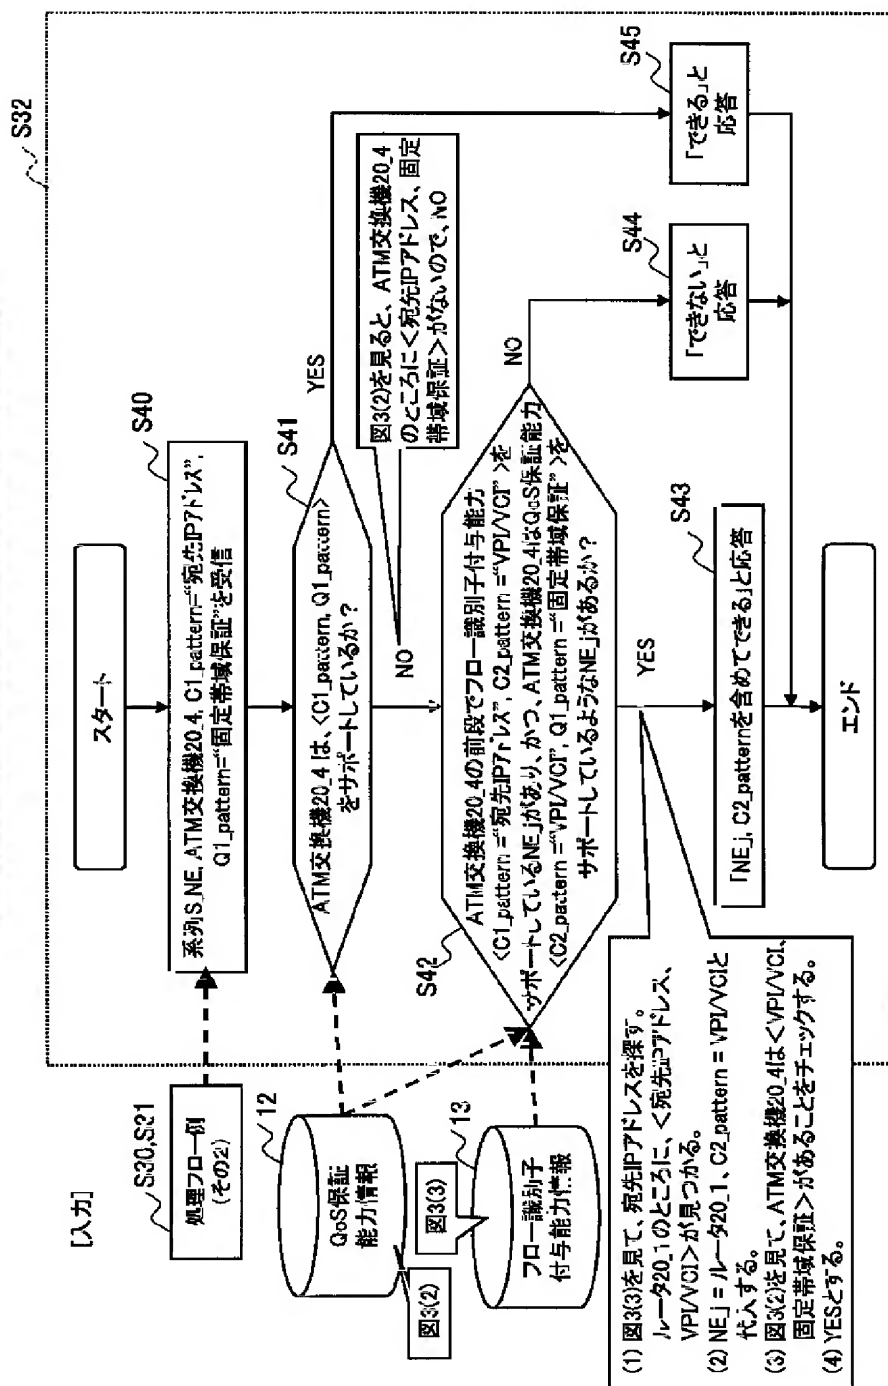 [入力]
S30,S31
処理フロー例
(その2)
12
QoS保証
能力情報
図3(2)
13
図3(3)
フロー識別子
付与能力情報
S32
スタート
S40
系列S_NE, ATM交換機20_4, C1_pattern=“宛先IPアドレス”,
Q1_pattern=“固定帯域保証”を受信
S41
ATM交換機20_4 は、<C1_pattern, Q1_pattern>
をサポートしているか?
YES
NO
図3(2)を見ると、ATM交換機20_4
のところに<宛先IPアドレス、固定
帯域保証>がないので、NO
S42
ATM交換機20_4の前段でフロー識別子付与能力
<C1_pattern =“宛先IPアドレス”, C2_pattern =“VPI/VCI” >を
サポートしているNE_jがあり、かつ、ATM交換機20_4はQoS保証能力
<C2_pattern =“VPI/VCI”, Q1_pattern =“固定帯域保証” >を
サポートしているようなNE_jがあるか?
NO
YES
(1) 図3(3)を見て、宛先IPアドレスを探す。
ルータ20_1のところに、<宛先IPアドレス、
VPI/VCI>が見つかる。
(2) NE_j = ルータ20_1、C2_pattern = VPI/VCIと
代入する。
(3) 図3(2)を見て、ATM交換機20_4は<VPI/VCI、
固定帯域保証>があることをチェックする。
(4) YESとする。
S43
「NE_j, C2_patternを含めてできる」と応答
S44
「できない」と
応答
S45
「できる」と
応答
エンド